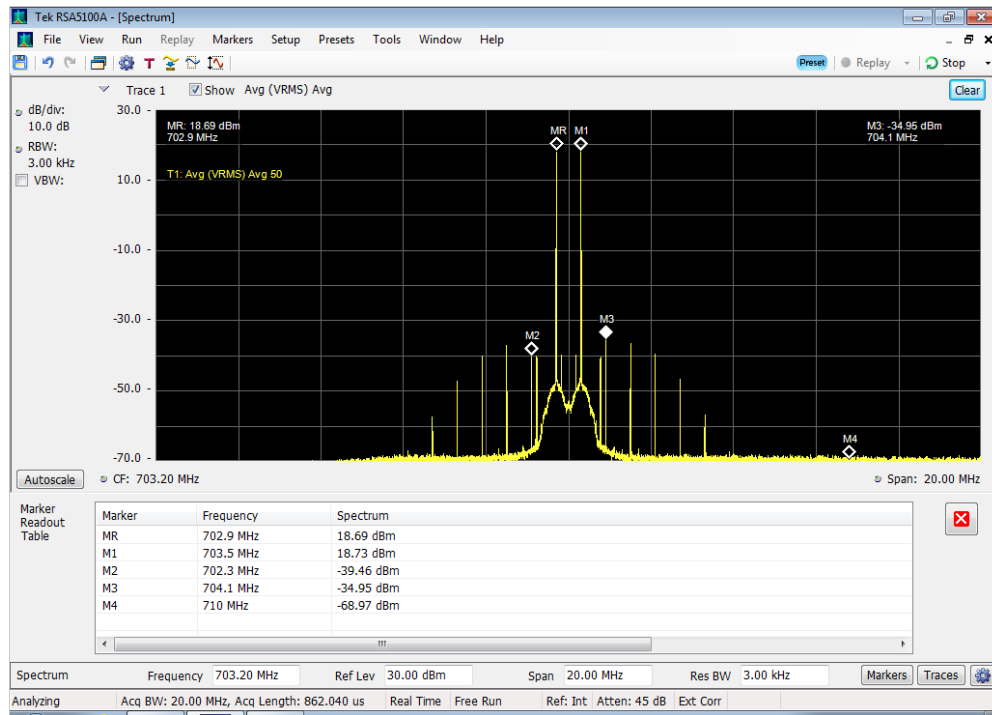 Tek RSA5100A - [Spectrum]
File View Run Replay Markers Setup Presets Tools Window Help
T Preset Replay Stop
Trace 1 Show Avg (VRMS) Avg Clear
dB/div:
10.0 dB
RBW:
3.00 kHz
VBW:
30.0 -
10.0 -
-10.0 -
-30.0 -
-50.0 -
-70.0 -
MR: 18.69 dBm
702.9 MHz
T1: Avg (VRMS) Avg 50
MR M1
M3: -34.95 dBm
704.1 MHz
M2
M3
M4
Autoscale CF: 703.20 MHz Span: 20.00 MHz
Marker
Readout
Table
Marker Frequency Spectrum
MR 702.9 MHz 18.69 dBm
M1 703.5 MHz 18.73 dBm
M2 702.3 MHz -39.46 dBm
M3 704.1 MHz -34.95 dBm
M4 710 MHz -68.97 dBm
Spectrum Frequency 703.20 MHz Ref Lev 30.00 dBm Span 20.00 MHz Res BW 3.00 kHz Markers Traces
Analyzing Acq BW: 20.00 MHz, Acq Length: 862.040 us Real Time Free Run Ref: Int Atten: 45 dB Ext Corr